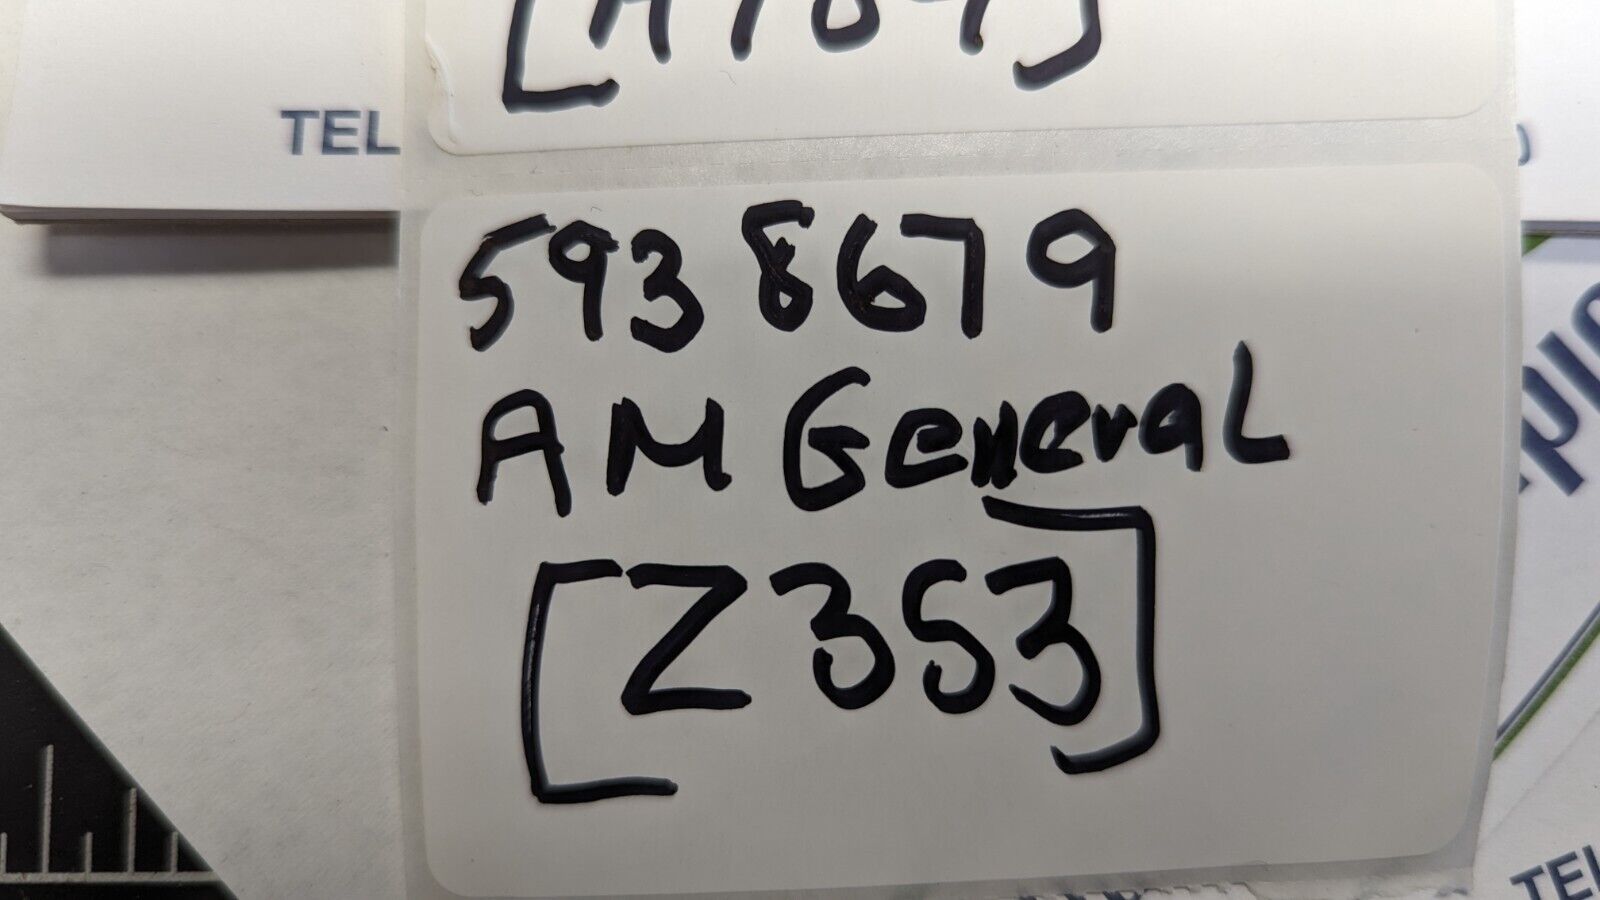 TEL
5938679
AM General
[Z353]
TEL